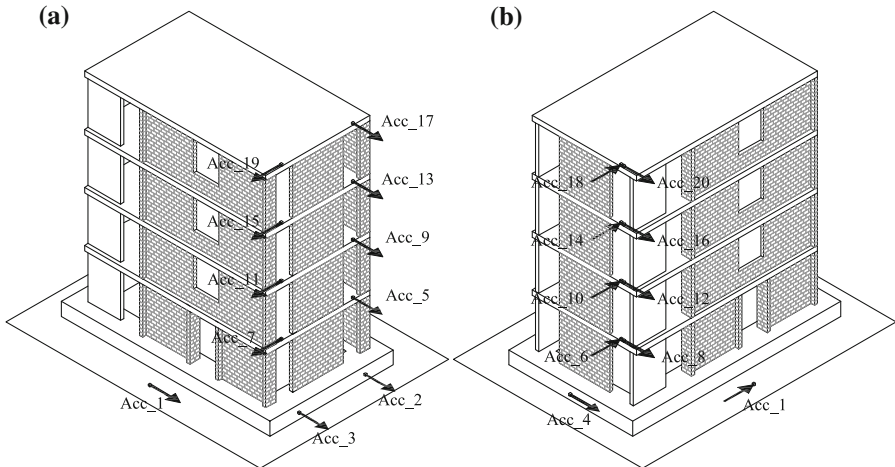 (a)
(b)
Acc_17
Acc_19
Acc_13
Acc_15
Acc_9
Acc_11
Acc_5
Acc_7
Acc_1
Acc_2
Acc_3
Acc_18
Acc_20
Acc_14
Acc_16
Acc_10
Acc_12
Acc_6
Acc_8
Acc_4
Acc_1